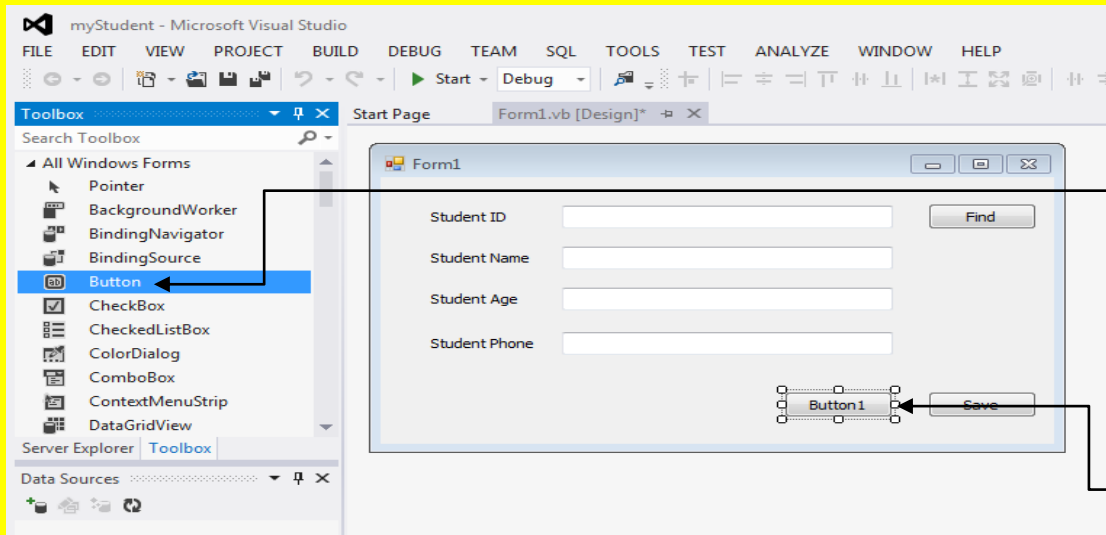 myStudent - Microsoft Visual Studio
FILE EDIT VIEW PROJECT BUILD DEBUG TEAM SQL TOOLS TEST ANALYZE WINDOW HELP
Start Debug
Toolbox
Start Page Form1.vb [Design]*
Search Toolbox
All Windows Forms
Pointer
BackgroundWorker
BindingNavigator
BindingSource
Button
CheckBox
CheckedListBox
ColorDialog
ComboBox
ContextMenuStrip
DataGridView
Server Explorer Toolbox
Data Sources
Form1
Student ID Find
Student Name
Student Age
Student Phone
Button1 Save